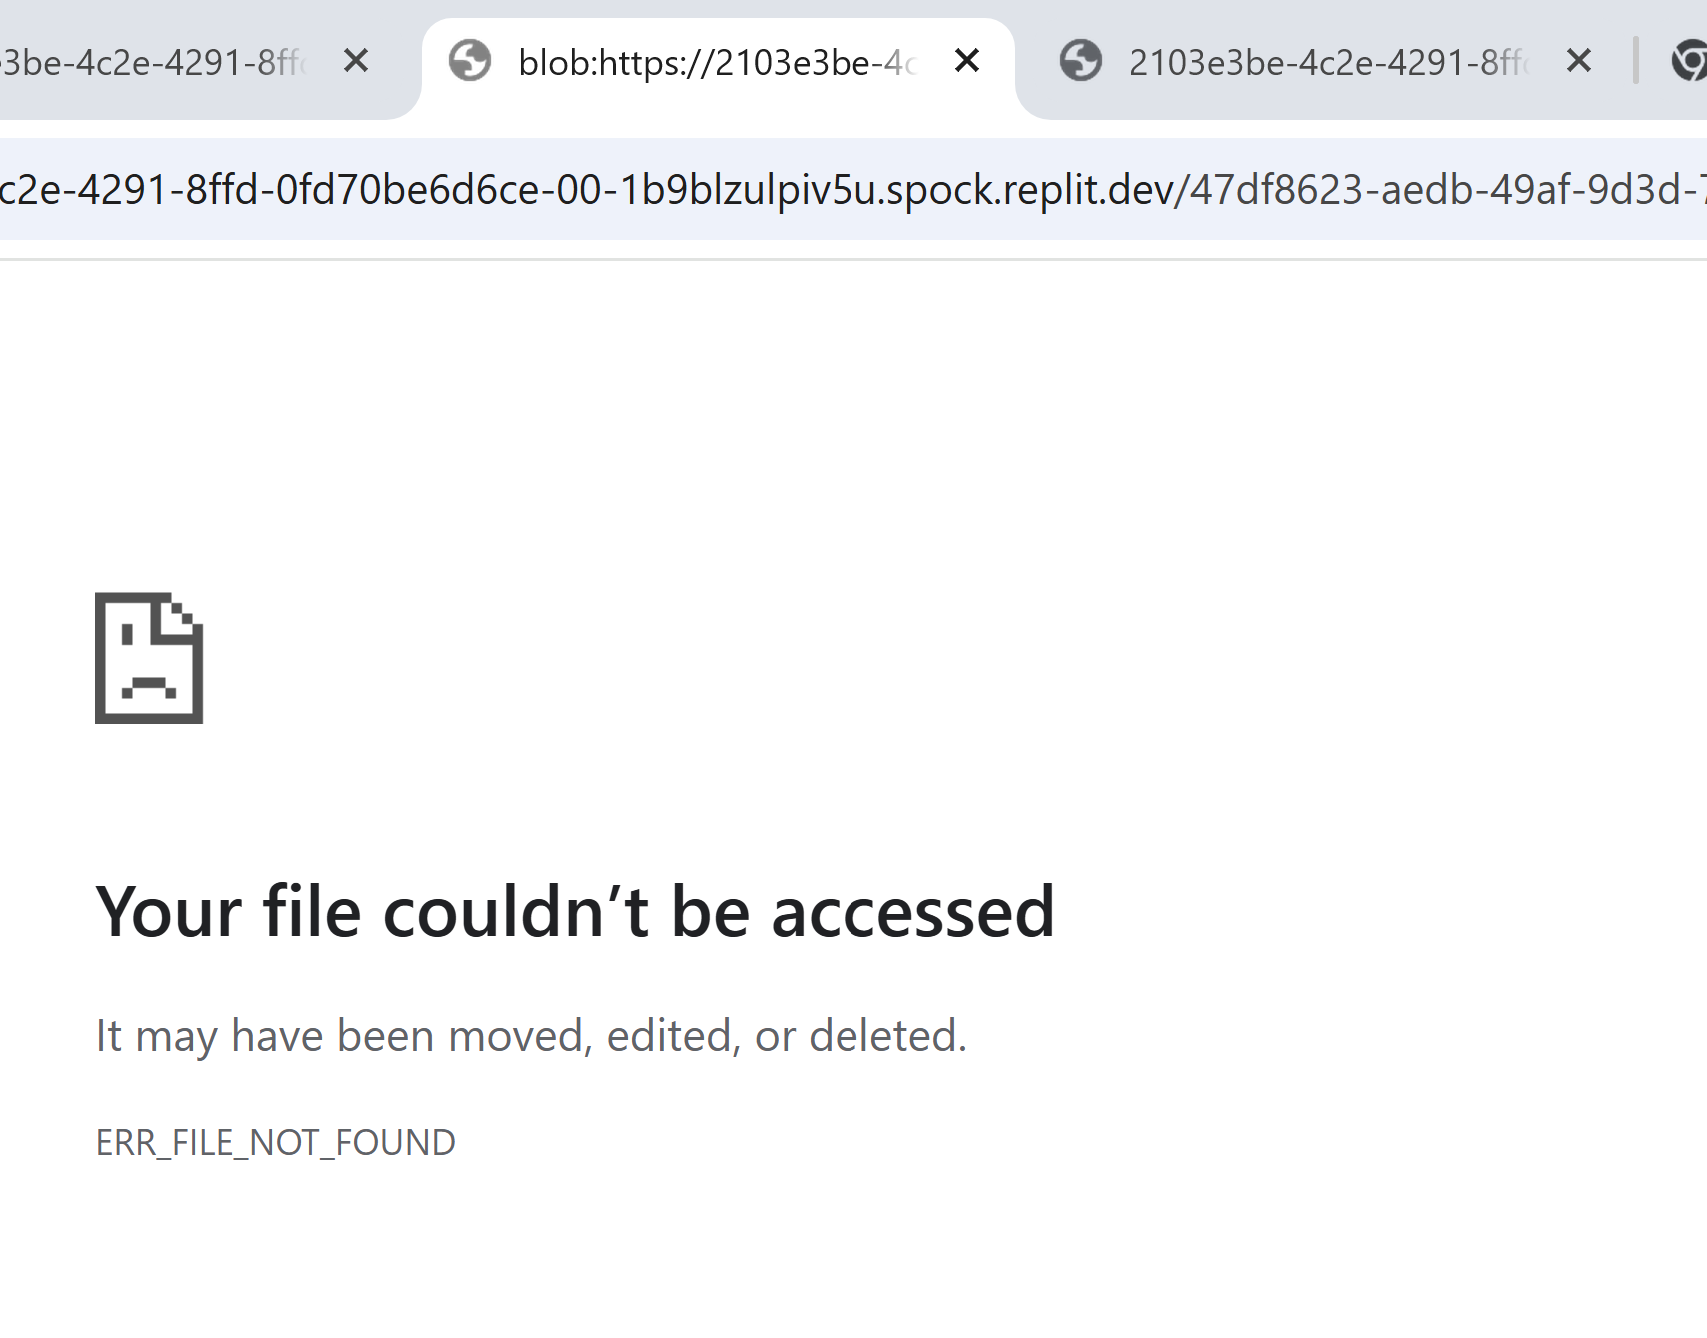 3be-4c2e-4291-8ff
blob:https://2103e3be-4c
2103e3be-4c2e-4291-8ff
c2e-4291-8ffd-0fd70be6d6ce-00-1b9blzulpiv5u.spock.replit.dev/47df8623-aedb-49af-9d3d-7
Your file couldn’t be accessed
It may have been moved, edited, or deleted.
ERR_FILE_NOT_FOUND